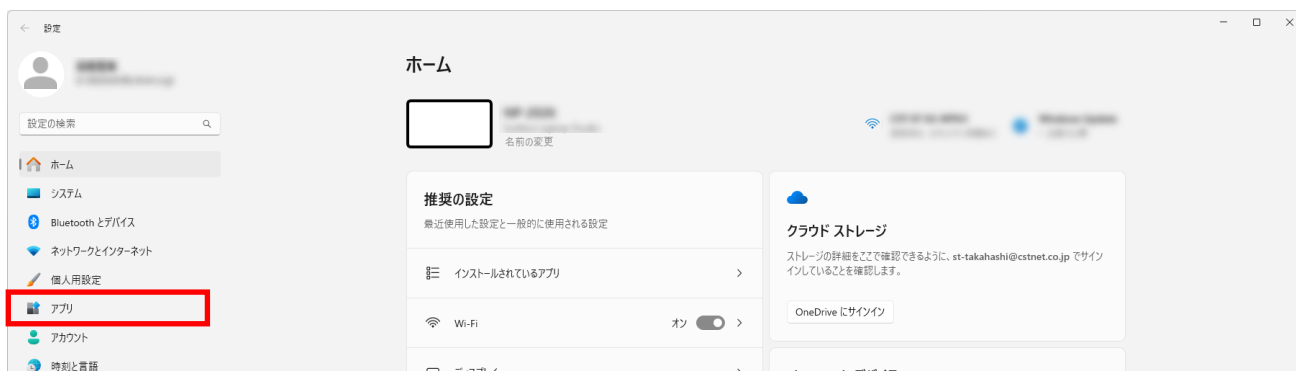 設定
ホーム
名前の変更
設定の検索
ホーム
システム
Bluetooth とデバイス
ネットワークとインターネット
個人用設定
アプリ
アカウント
時刻と言語
推奨の設定
最近使用した設定と一般的に使用される設定
インストールされているアプリ
Wi-Fi
オン
クラウド ストレージ
ストレージの詳細をここで確認できるように、st-takahashi@cstnet.co.jp でサイン
インしていることを確認します。
OneDrive にサインイン